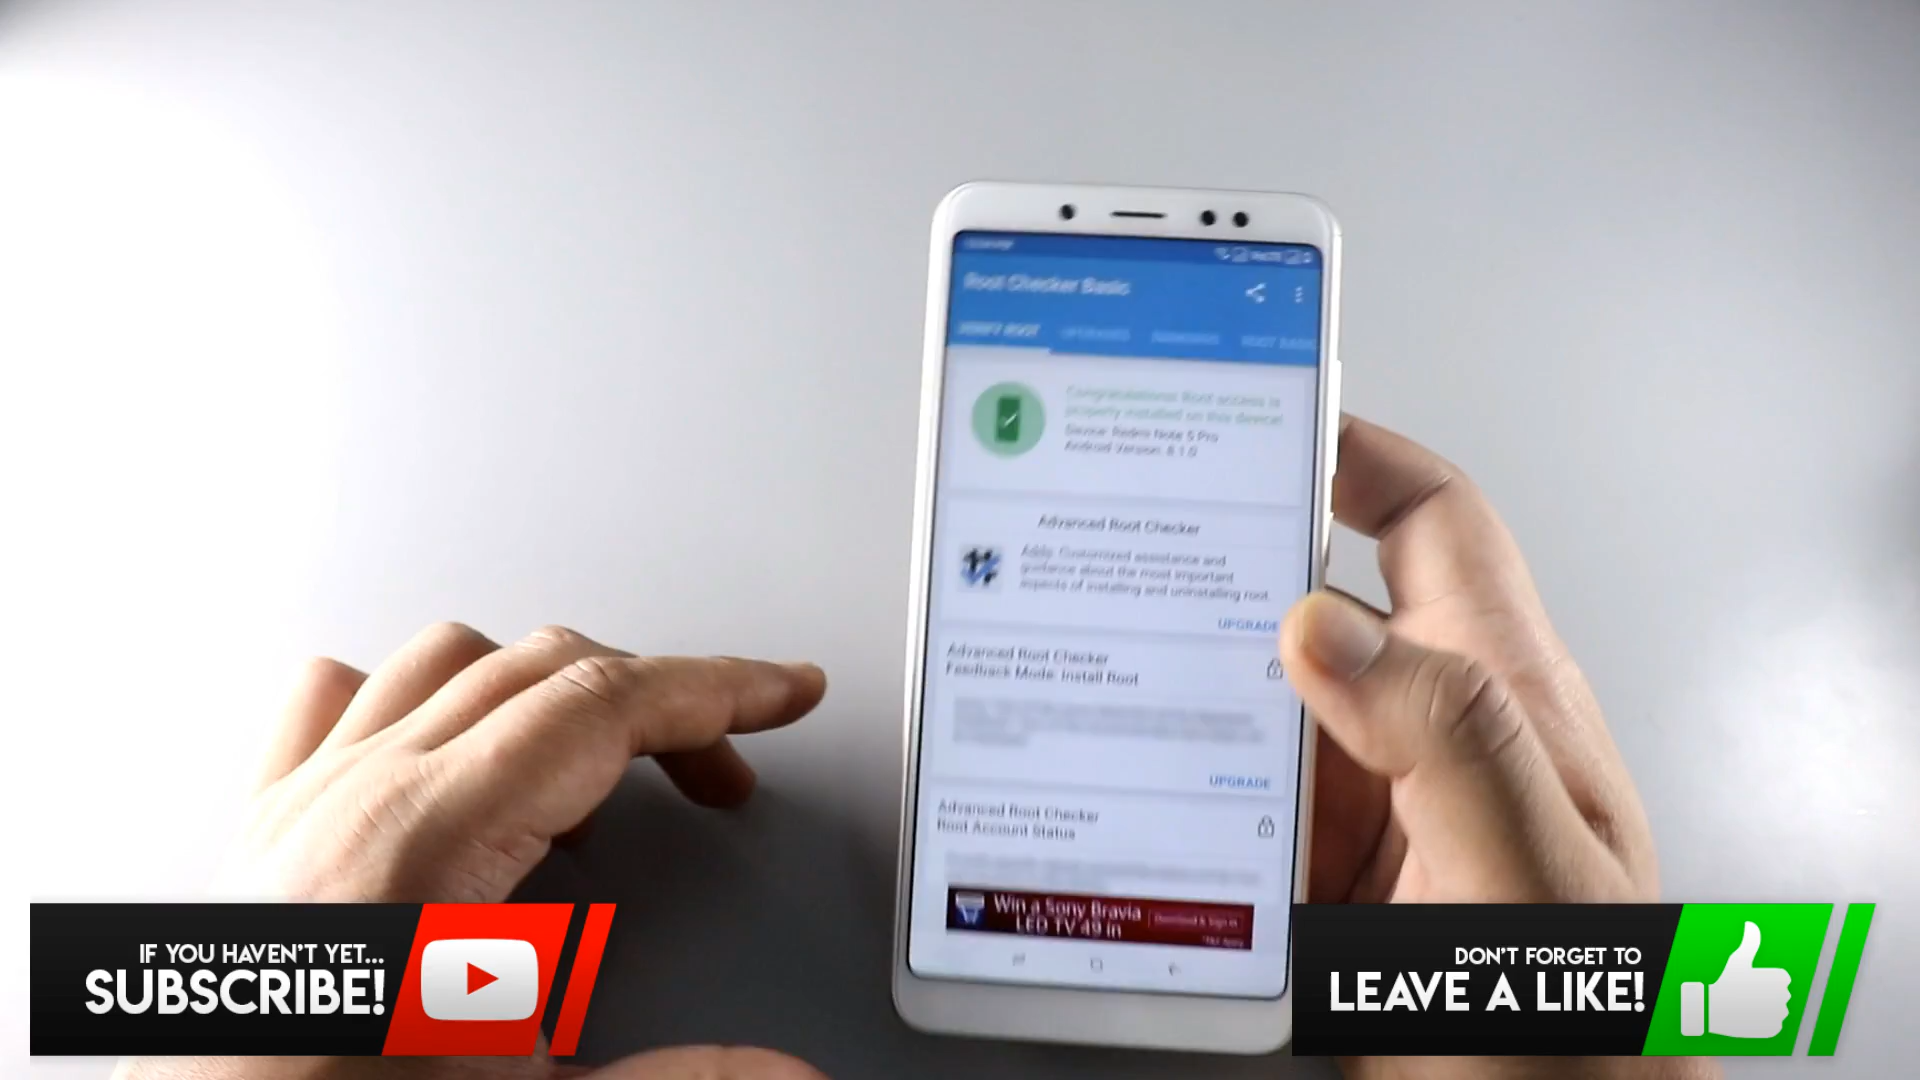 Root Checker Basic
VERIFY ROOT
Congratulations! Root access is
properly installed on this device!
Device: Redmi Note 5 Pro
Android Version: 8.1.0
Advanced Root Checker
Adds: Customized assistance and
guidance about the most important
aspects of installing and uninstalling root.
UPGRADE
Advanced Root Checker
Feedback Mode: Install Root
UPGRADE
Advanced Root Checker
Root Account Status
Win a Sony Bravia
LED TV 49 in
IF YOU HAVEN'T YET...
SUBSCRIBE!
DON'T FORGET TO
LEAVE A LIKE!